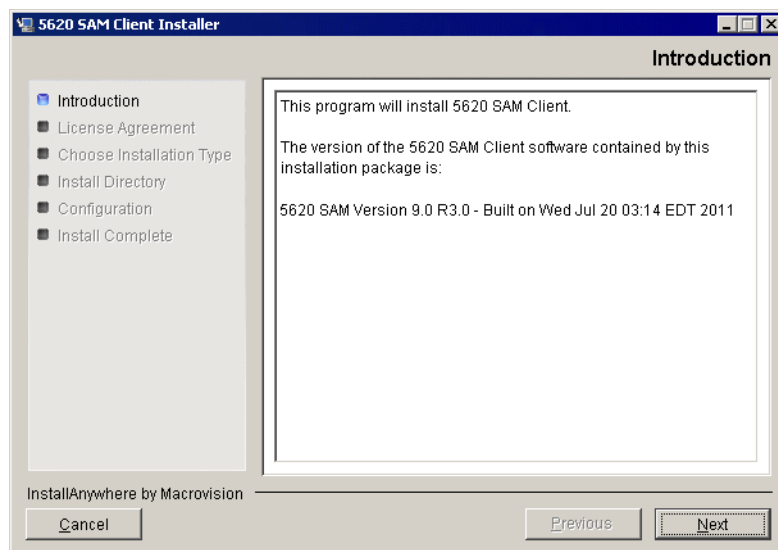 5620 SAM Client Installer
Introduction
Introduction
License Agreement
Choose Installation Type
Install Directory
Configuration
Install Complete
This program will install 5620 SAM Client.
The version of the 5620 SAM Client software contained by this
installation package is:
5620 SAM Version 9.0 R3.0 - Built on Wed Jul 20 03:14 EDT 2011
InstallAnywhere by Macrovision
Cancel
Previous
Next